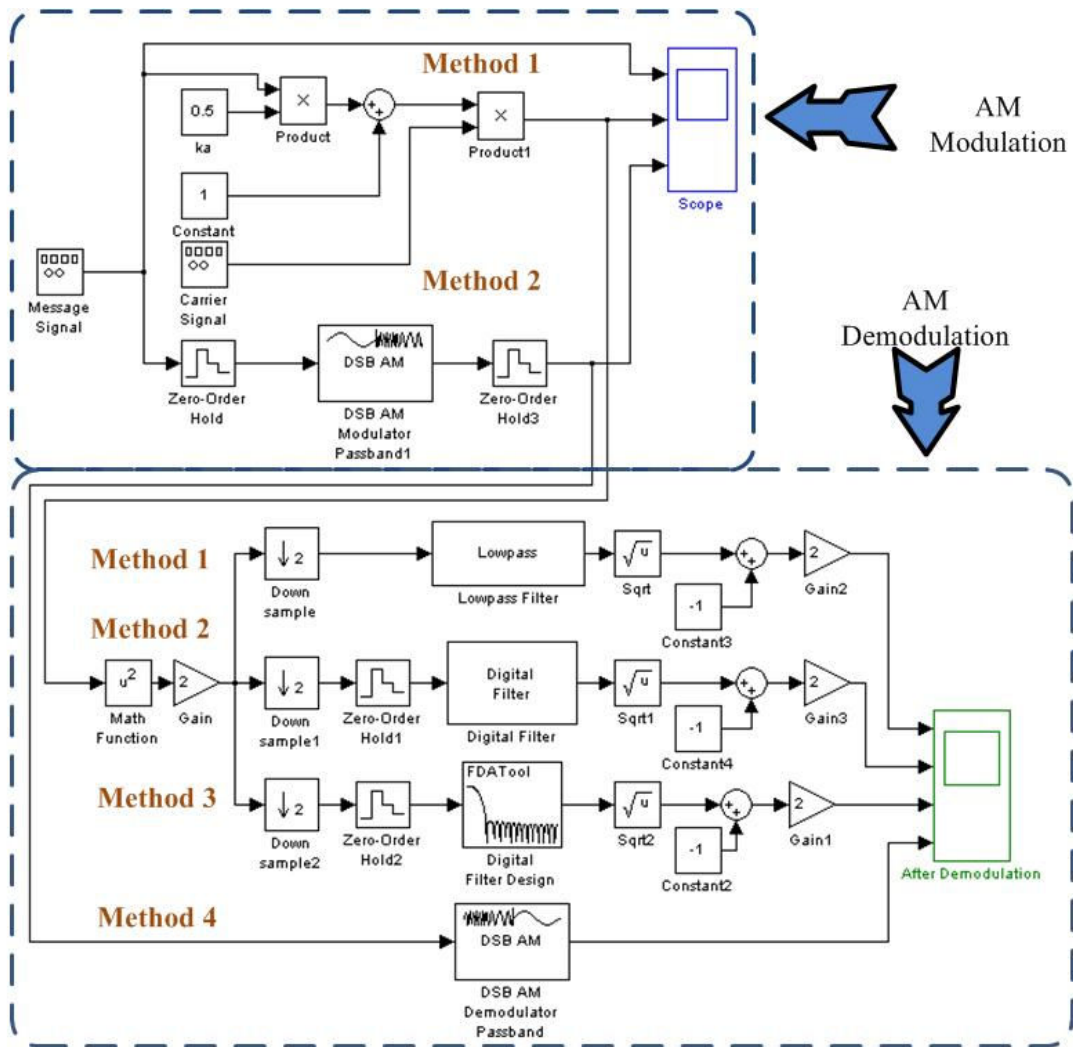 Method 1
0.5
ka
×
Product
+
+
×
Product1
1
Constant
Scope
AM
Modulation
Message
Signal
Carrier
Signal
Method 2
Zero-Order
Hold
DSB AM
DSB AM
Modulator
Passband1
Zero-Order
Hold3
AM
Demodulation
Method 1
↓2
Down
sample
Lowpass
Lowpass Filter
√u
Sqrt
+
+
-1
Constant3
2
Gain2
Method 2
u²
Math
Function
2
Gain
↓2
Down
sample1
Zero-Order
Hold1
Digital
Filter
Digital Filter
√u
Sqrt1
+
+
-1
Constant4
2
Gain3
Method 3
↓2
Down
sample2
Zero-Order
Hold2
FDATool
Digital
Filter Design
√u
Sqrt2
+
+
-1
Constant2
2
Gain1
After Demodulation
Method 4
DSB AM
DSB AM
Demodulator
Passband